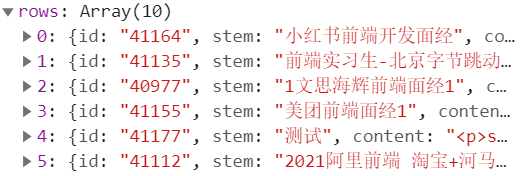 ▼rows: Array(10)
▶0: {id: "41164", stem: "小红书前端开发面经", co…
▶1: {id: "41135", stem: "前端实习生-北京字节跳动…
▶2: {id: "40977", stem: "1文思海辉前端面经1", c…
▶3: {id: "41155", stem: "美团前端面经1", conten…
▶4: {id: "41177", stem: "测试", content: "<p>s…
▶5: {id: "41112", stem: "2021阿里前端 淘宝+河马…